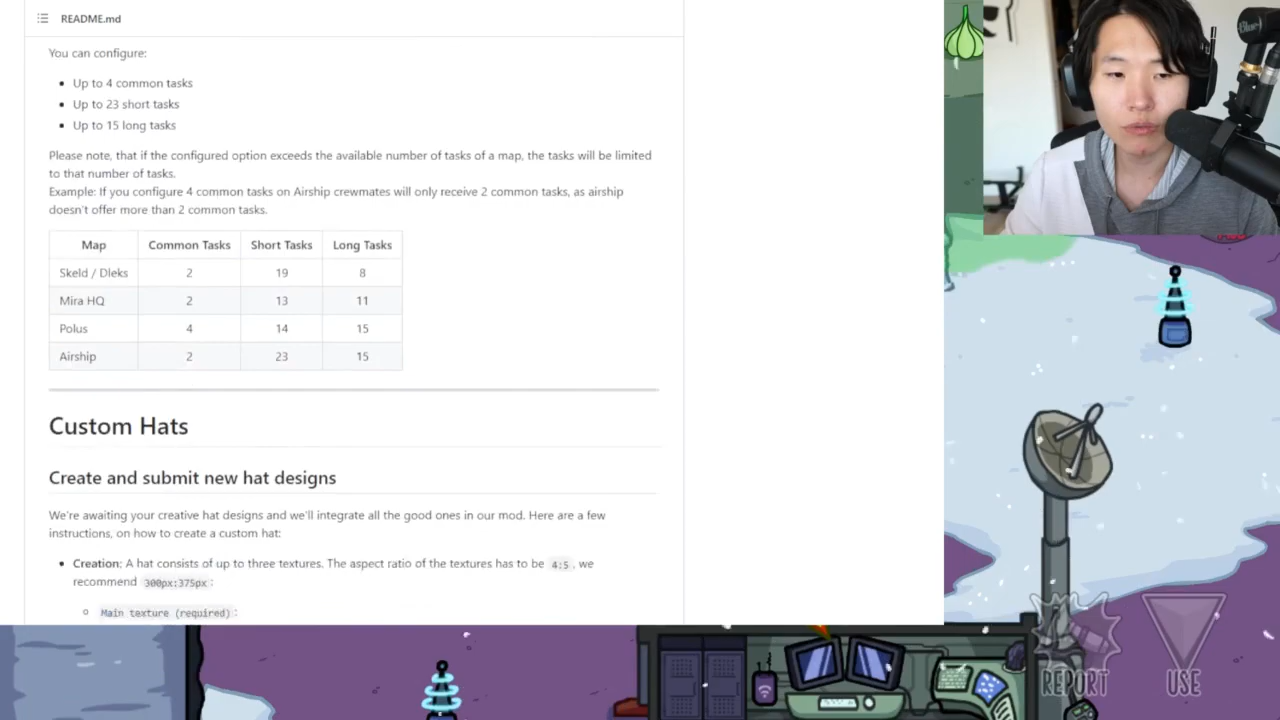 README.md
You can configure:
Up to 4 common tasks
Up to 23 short tasks
Up to 15 long tasks
Please note, that if the configured option exceeds the available number of tasks of a map, the tasks will be limited
to that number of tasks.
Example: If you configure 4 common tasks on Airship crewmates will only receive 2 common tasks, as airship
doesn't offer more than 2 common tasks.
Map Common Tasks Short Tasks Long Tasks
Skeld / Dleks 2 19 8
Mira HQ 2 13 11
Polus 4 14 15
Airship 2 23 15
Custom Hats
Create and submit new hat designs
We're awaiting your creative hat designs and we'll integrate all the good ones in our mod. Here are a few
instructions, on how to create a custom hat:
Creation: A hat consists of up to three textures. The aspect ratio of the textures has to be 4:5, we
recommend 300px:375px:
Main texture (required):
REPORT
USE